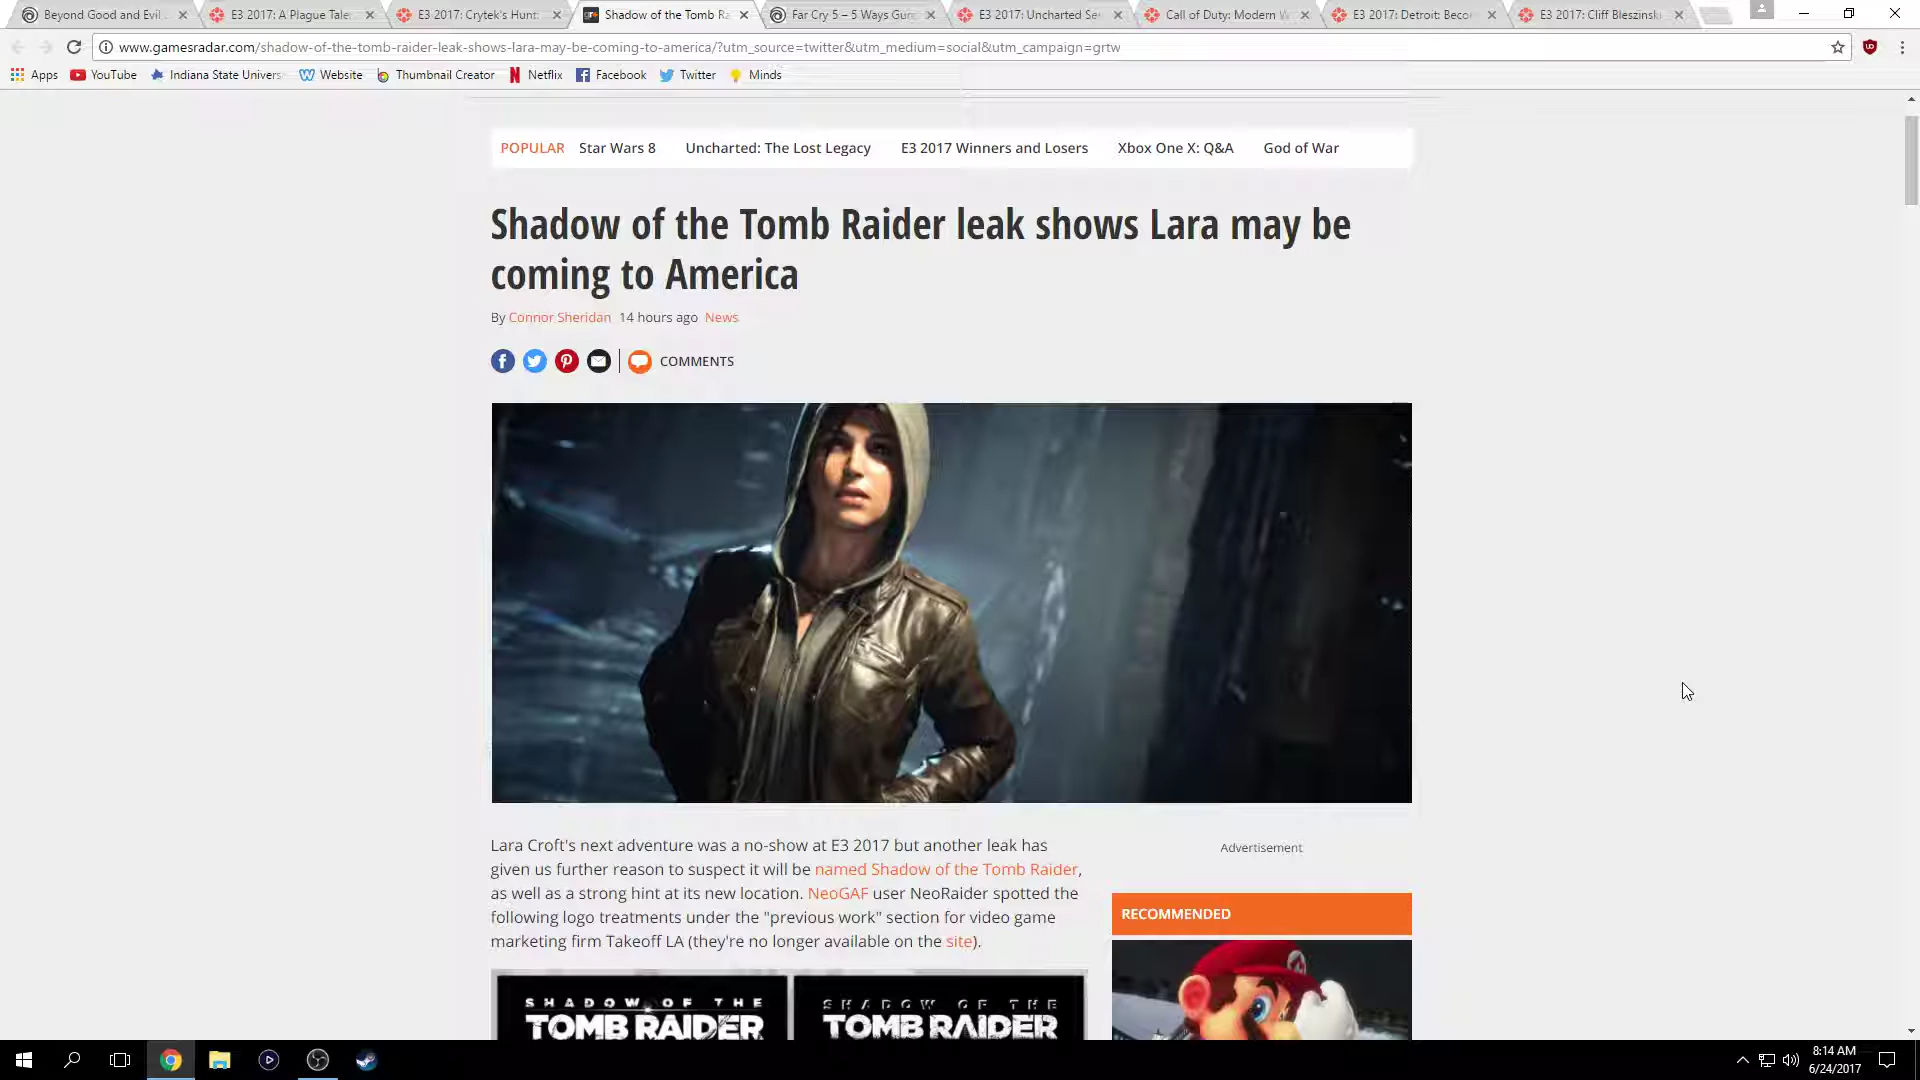 Beyond Good and Evil
E3 2017: A Plague Tale:
E3 2017: Crytek's Hunt:
Shadow of the Tomb Ra
Far Cry 5 – 5 Ways Guns
E3 2017: Uncharted Se
Call of Duty: Modern W
E3 2017: Detroit: Beco
E3 2017: Cliff Bleszinski
www.gamesradar.com/shadow-of-the-tomb-raider-leak-shows-lara-may-be-coming-to-america/?utm_source=twitter&utm_medium=social&utm_campaign=grtw
Apps YouTube Indiana State Univers Website Thumbnail Creator Netflix Facebook Twitter Minds
POPULAR Star Wars 8 Uncharted: The Lost Legacy E3 2017 Winners and Losers Xbox One X: Q&A God of War
Shadow of the Tomb Raider leak shows Lara may be
coming to America
By Connor Sheridan 14 hours ago News
COMMENTS
Lara Croft's next adventure was a no-show at E3 2017 but another leak has
given us further reason to suspect it will be named Shadow of the Tomb Raider,
as well as a strong hint at its new location. NeoGAF user NeoRaider spotted the
following logo treatments under the "previous work" section for video game
marketing firm Takeoff LA (they're no longer available on the site).
SHADOW OF THE
TOMB RAIDER
SHADOW OF THE
TOMB RAIDER
Advertisement
RECOMMENDED
8:14 AM
6/24/2017